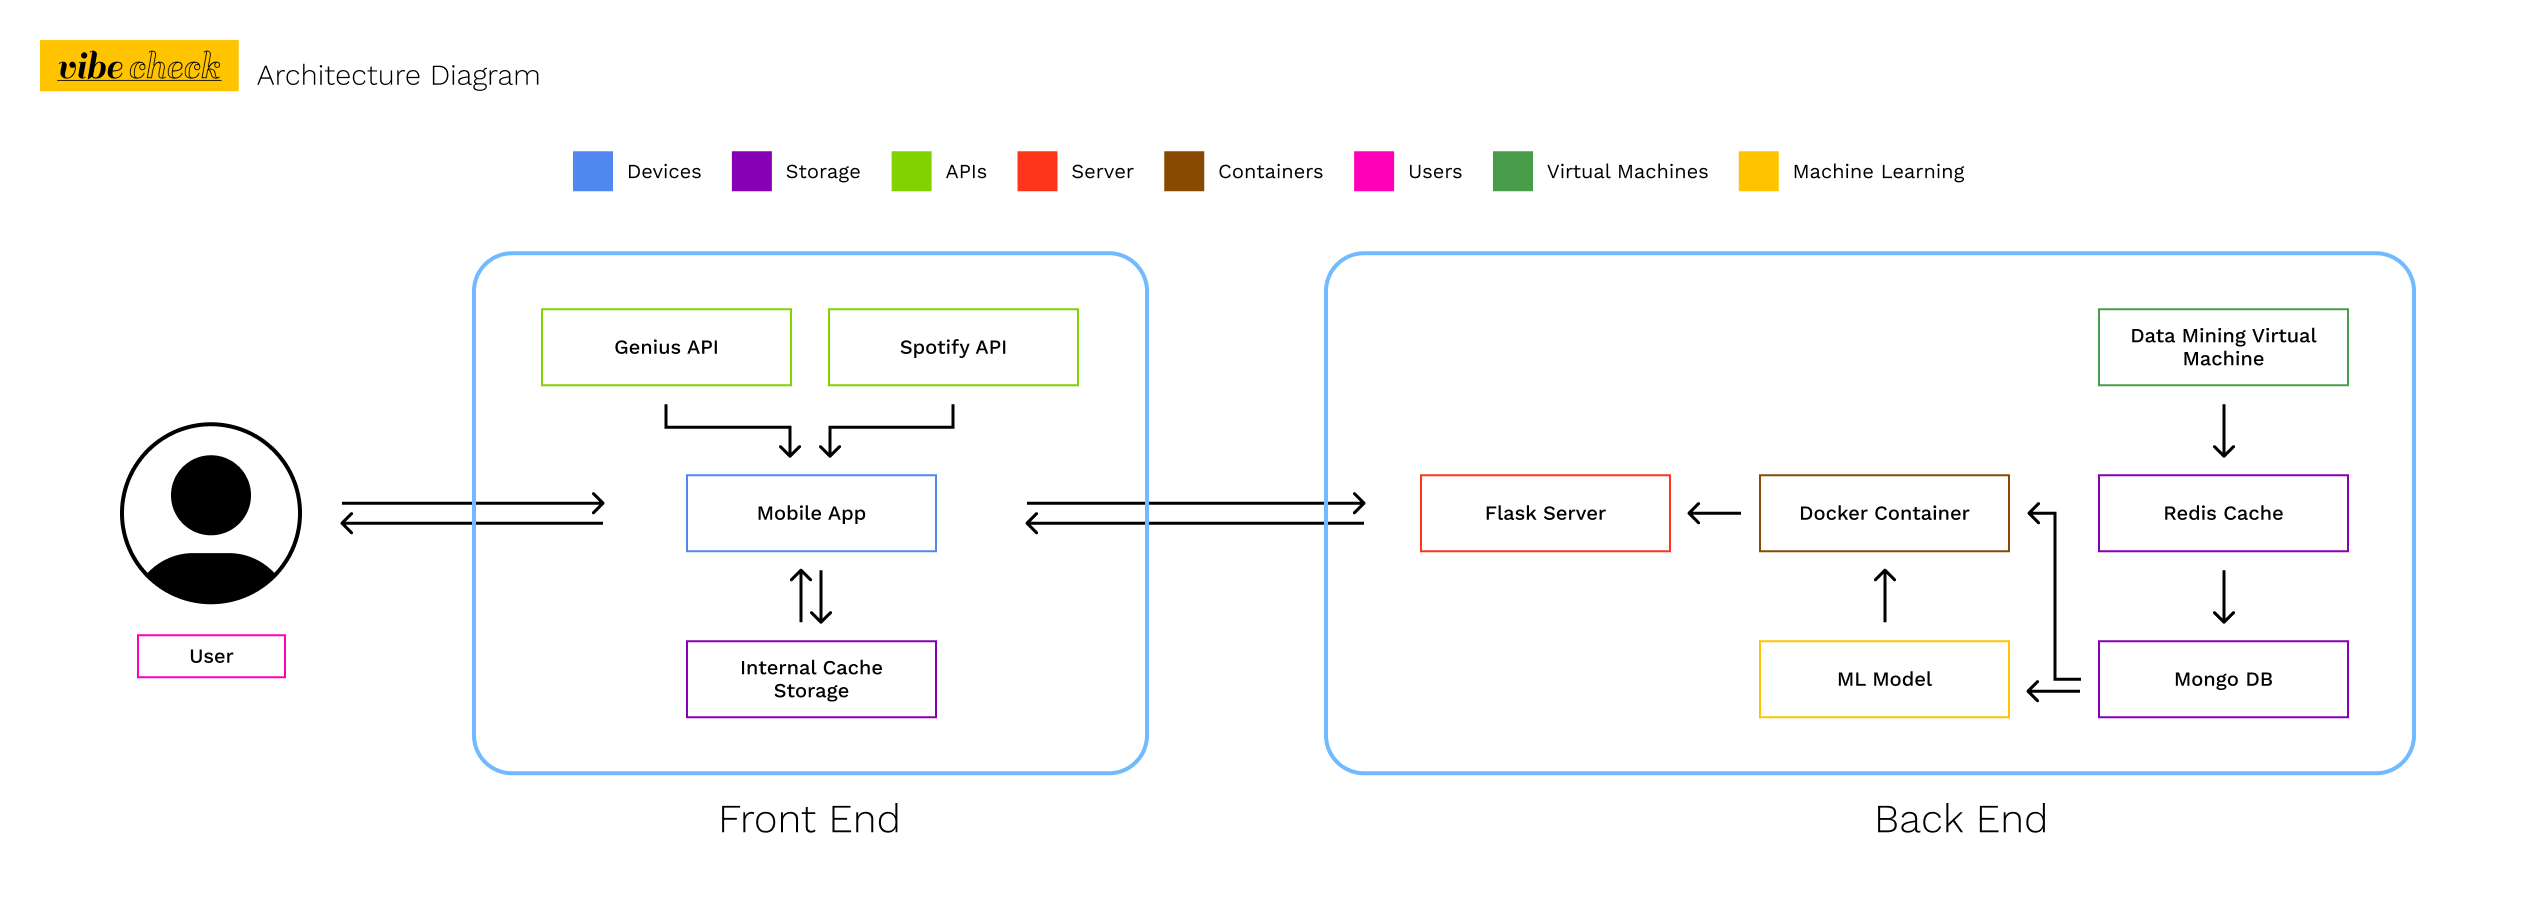 vibe check
Architecture Diagram
Devices
Storage
APIs
Server
Containers
Users
Virtual Machines
Machine Learning
User
Genius API
Spotify API
Mobile App
Internal Cache
Storage
Front End
Data Mining Virtual
Machine
Flask Server
Docker Container
Redis Cache
ML Model
Mongo DB
Back End